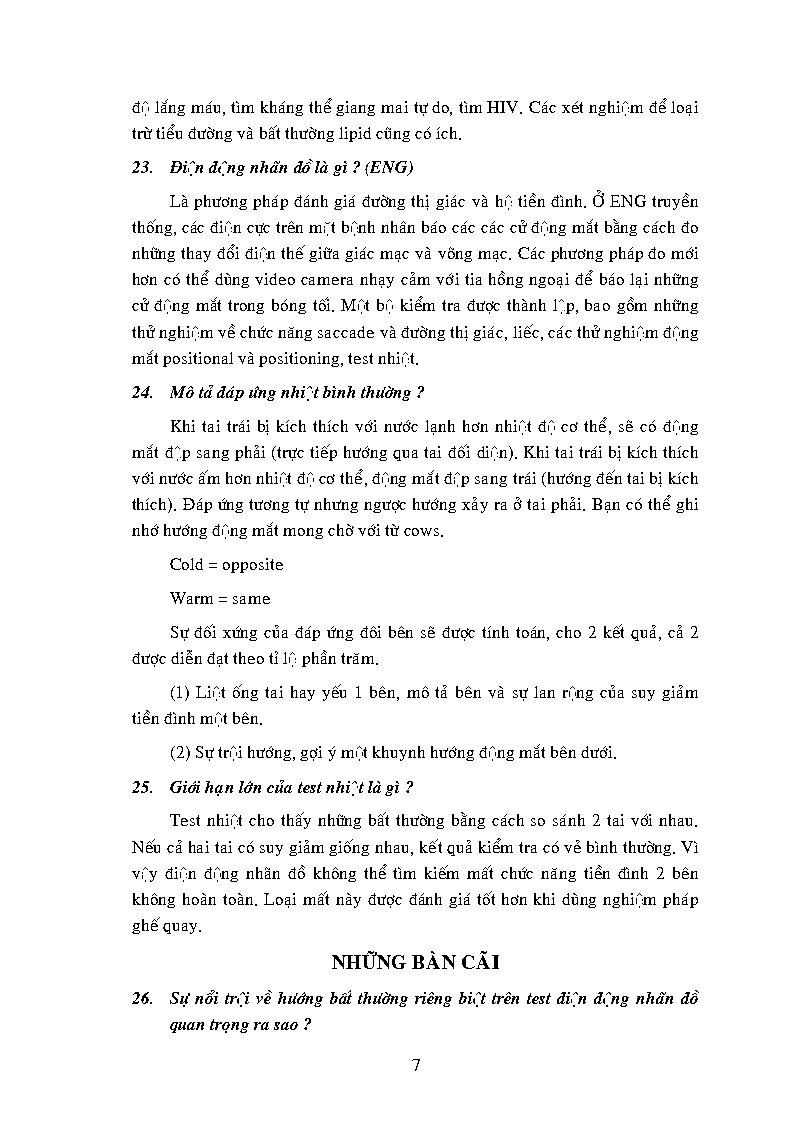 độ lắng máu, tìm kháng thể giang mai tự do, tìm HIV. Các xét nghiệm để loại
trừ tiểu đường và bất thường lipid cũng có ích.
23. Điện động nhãn đồ là gì ? (ENG)
Là phương pháp đánh giá đường thị giác và hệ tiền đình. Ở ENG truyền
thống, các điện cực trên mặt bệnh nhân báo các các cử động mắt bằng cách đo
những thay đổi điện thế giữa giác mạc và võng mạc. Các phương pháp đo mới
hơn có thể dùng video camera nhạy cảm với tia hồng ngoại để báo lại những
cử động mắt trong bóng tối. Một bộ kiểm tra được thành lập, bao gồm những
thử nghiệm về chức năng saccade và đường thị giác, liếc, các thử nghiệm động
mắt positional và positioning, test nhiệt.
24. Mô tả đáp ứng nhiệt bình thường ?
Khi tai trái bị kích thích với nước lạnh hơn nhiệt độ cơ thể, sẽ có động
mắt đập sang phải (trực tiếp hướng qua tai đối diện). Khi tai trái bị kích thích
với nước ấm hơn nhiệt độ cơ thể, động mắt đập sang trái (hướng đến tai bị kích
thích). Đáp ứng tương tự nhưng ngược hướng xảy ra ở tai phải. Bạn có thể ghi
nhớ hướng động mắt mong chờ với từ cows.
Cold = opposite
Warm = same
Sự đối xứng của đáp ứng đôi bên sẽ được tính toán, cho 2 kết quả, cả 2
được diễn đạt theo tỉ lệ phần trăm.
(1) Liệt ống tai hay yếu 1 bên, mô tả bên và sự lan rộng của suy giảm
tiền đình một bên.
(2) Sự trội hướng, gợi ý một khuynh hướng động mắt bên dưới.
25. Giới hạn lớn của test nhiệt là gì ?
Test nhiệt cho thấy những bất thường bằng cách so sánh 2 tai với nhau.
Nếu cả hai tai có suy giảm giống nhau, kết quả kiểm tra có vẻ bình thường. Vì
vậy điện động nhãn đồ không thể tìm kiếm mất chức năng tiền đình 2 bên
không hoàn toàn. Loại mất này được đánh giá tốt hơn khi dùng nghiệm pháp
ghế quay.
NHỮNG BÀN CÃI
26. Sự nổi trội về hướng bất thường riêng biệt trên test điện động nhãn đồ
quan trọng ra sao ?
7